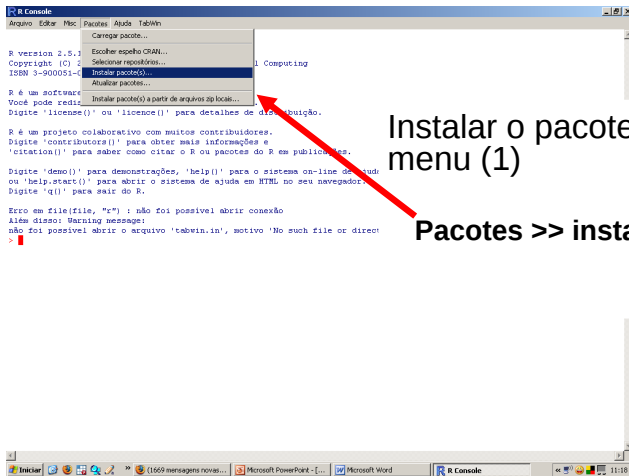 R Console
Arquivo Editar Misc Pacotes Ajuda TabWin
Carregar pacote...
Escolher espelho CRAN...
Selecionar repositórios...
Instalar pacote(s)...
Atualizar pacotes...
Instalar pacote(s) a partir de arquivos zip locais...
R version 2.5.1
Copyright (C) 2 l Computing
ISBN 3-900051-0
R é um software
Você pode redis
Digite 'license()' ou 'licence()' para detalhes de distribuição.
R é um projeto colaborativo com muitos contribuidores.
Digite 'contributors()' para obter mais informações e
'citation()' para saber como citar o R ou pacotes do R em publicações.
Digite 'demo()' para demonstrações, 'help()' para o sistema on-line de ajuda
ou 'help.start()' para abrir o sistema de ajuda em HTML no seu navegador.
Digite 'q()' para sair do R.
Erro em file(file, "r") : não foi possível abrir conexão
Além disso: Warning message:
não foi possível abrir o arquivo 'tabwin.in', motivo 'No such file or direct
>
Instalar o pacote
menu (1)
Pacotes >> insta
Iniciar » (1669 mensagens novas... Microsoft PowerPoint - [... Microsoft Word R Console « 11:18